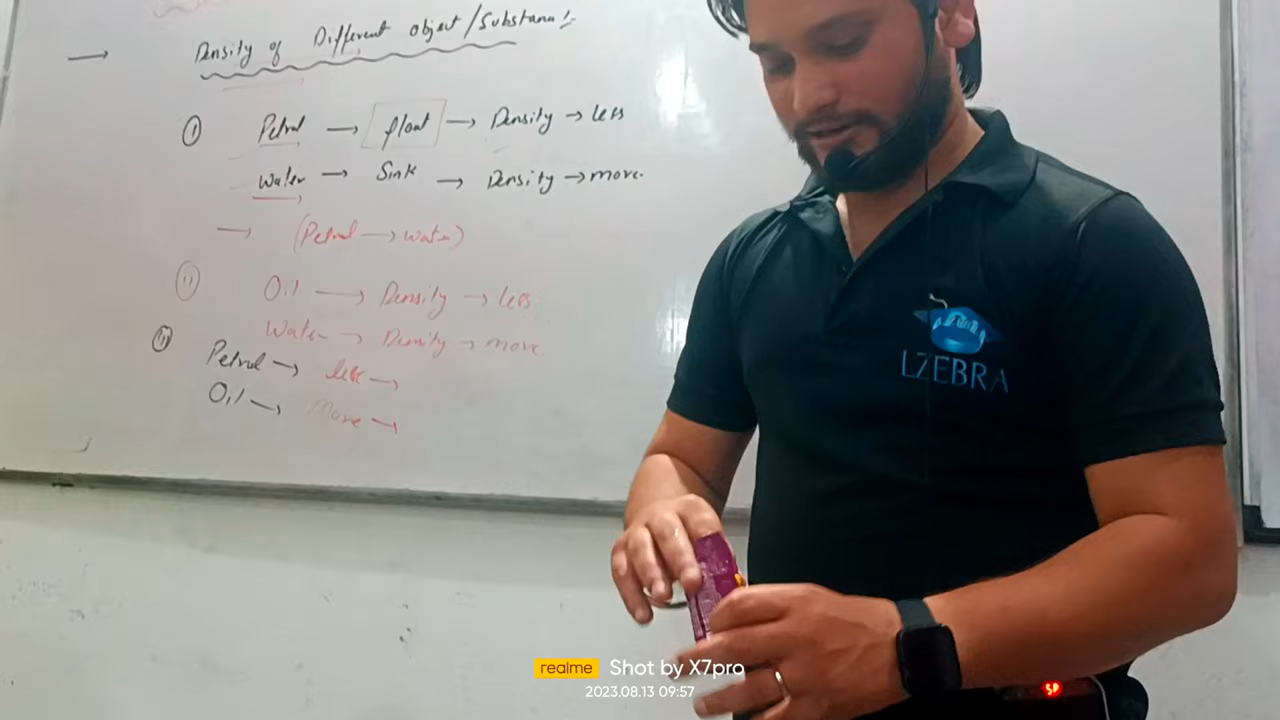 → Density of Different Object/Substance!-
(i) Petrol → float → Density → less
Water → Sink → Density → more.
→ (Petrol → water)
(ii) Oil → Density → less
Water → Density → more.
(iii) Petrol → less →
Oil → More →
LZEBRA
SP
realme Shot by X7pro
2023.08.13 09:57